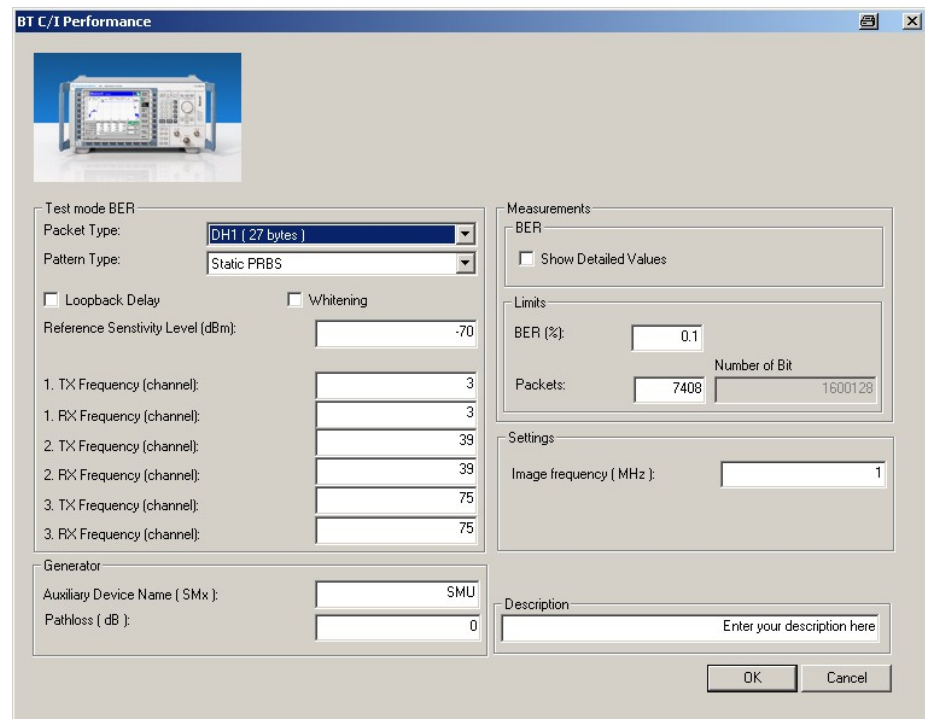 BT C/I Performance
Test mode BER
Packet Type:
DH1 ( 27 bytes )
Pattern Type:
Static PRBS
Loopback Delay
Whitening
Reference Senstivity Level (dBm):
-70
1. TX Frequency (channel):
3
1. RX Frequency (channel):
3
2. TX Frequency (channel):
39
2. RX Frequency (channel):
39
3. TX Frequency (channel):
75
3. RX Frequency (channel):
75
Generator
Auxiliary Device Name ( SMx ):
SMU
Pathloss ( dB ):
0
Measurements
BER
Show Detailed Values
Limits
BER (%):
0.1
Number of Bit
Packets:
7408
1600128
Settings
Image frequency ( MHz ):
1
Description
Enter your description here
OK
Cancel